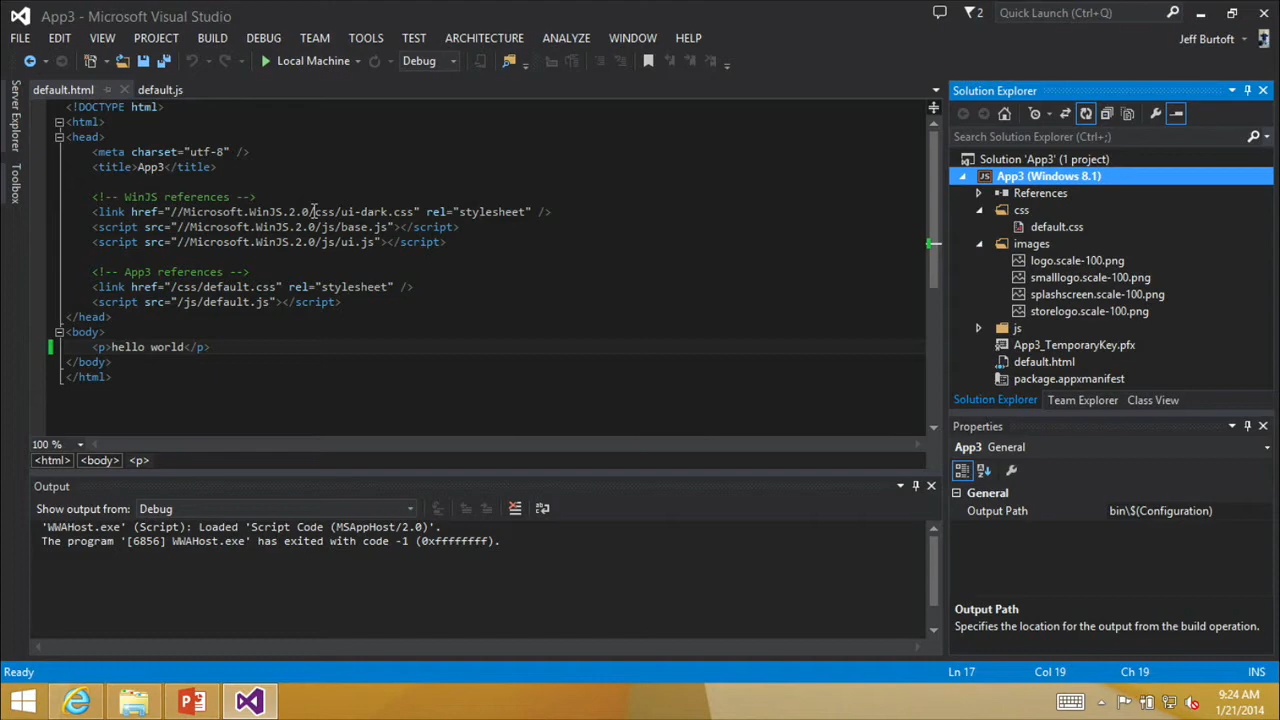 App3 - Microsoft Visual Studio
2
Quick Launch (Ctrl+Q)
FILE EDIT VIEW PROJECT BUILD DEBUG TEAM TOOLS TEST ARCHITECTURE ANALYZE WINDOW HELP
Jeff Burtoft
Local Machine
Debug
Server Explorer
Toolbox
default.html
default.js
<!DOCTYPE html>
<html>
<head>
<meta charset="utf-8" />
<title>App3</title>
<!-- WinJS references -->
<link href="//Microsoft.WinJS.2.0/css/ui-dark.css" rel="stylesheet" />
<script src="//Microsoft.WinJS.2.0/js/base.js"></script>
<script src="//Microsoft.WinJS.2.0/js/ui.js"></script>
<!-- App3 references -->
<link href="/css/default.css" rel="stylesheet" />
<script src="/js/default.js"></script>
</head>
<body>
<p>hello world</p>
</body>
</html>
100 %
<html> <body> <p>
Output
Show output from: Debug
'WWAHost.exe' (Script): Loaded 'Script Code (MSAppHost/2.0)'.
The program '[6856] WWAHost.exe' has exited with code -1 (0xffffffff).
Solution Explorer
Search Solution Explorer (Ctrl+;)
Solution 'App3' (1 project)
JS App3 (Windows 8.1)
References
css
default.css
images
logo.scale-100.png
smalllogo.scale-100.png
splashscreen.scale-100.png
storelogo.scale-100.png
js
App3_TemporaryKey.pfx
default.html
package.appxmanifest
Solution Explorer Team Explorer Class View
Properties
App3 General
General
Output Path bin\$(Configuration)
Output Path
Specifies the location for the output from the build operation.
Ready
Ln 17 Col 19 Ch 19 INS
9:24 AM
1/21/2014